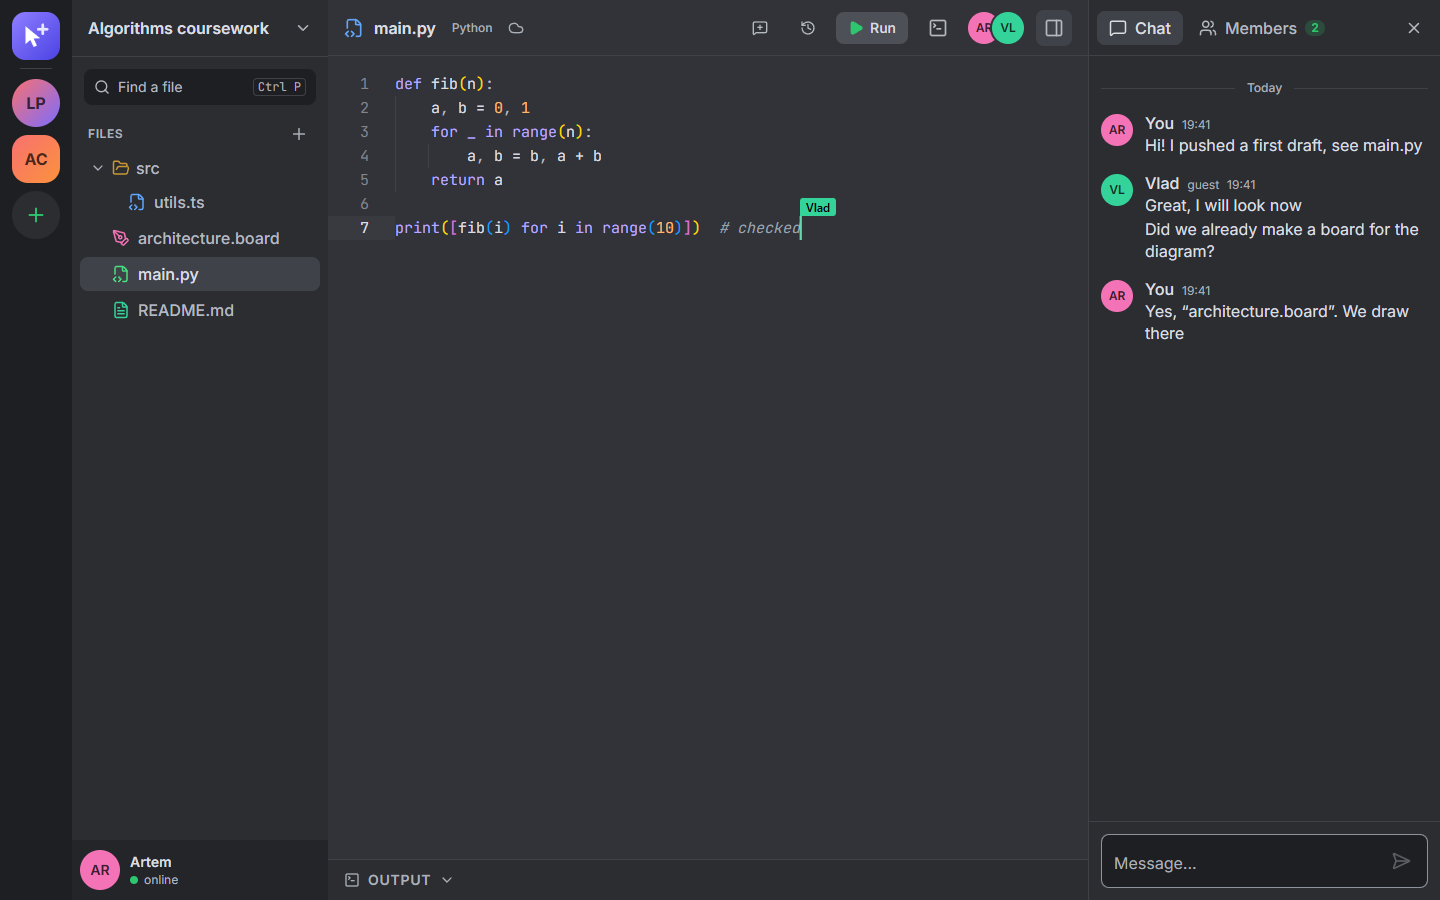 Algorithms coursework
LP
AC
Find a file
Ctrl P
FILES
src
utils.ts
architecture.board
main.py
README.md
AR
Artem
online
main.py
Python
Run
AR
VL
1 def fib(n):
2 a, b = 0, 1
3 for _ in range(n):
4 a, b = b, a + b
5 return a
6
Vlad
7 print([fib(i) for i in range(10)]) # checked
OUTPUT
Chat
Members 2
Today
AR
You 19:41
Hi! I pushed a first draft, see main.py
VL
Vlad guest 19:41
Great, I will look now
Did we already make a board for the
diagram?
AR
You 19:41
Yes, “architecture.board”. We draw
there
Message...